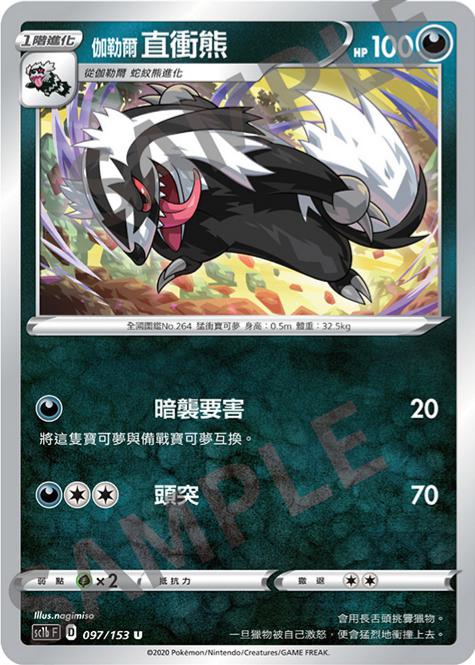 1階進化
伽勒爾 直衝熊
HP 100
從伽勒爾 蛇紋熊進化
全國圖鑑No.264 猛衝寶可夢 身高：0.5m 體重：32.5kg
暗襲要害 20
將這隻寶可夢與備戰寶可夢互換。
頭突 70
弱點 ×2 抵抗力 撤退
Illus.nagimiso
sc1b F D 097/153 U
會用長舌頭挑釁獵物。
一旦獵物被自己激怒，便會猛烈地衝撞上去。
©2020 Pokémon/Nintendo/Creatures/GAME FREAK.
SAMPLE
SAMPLE